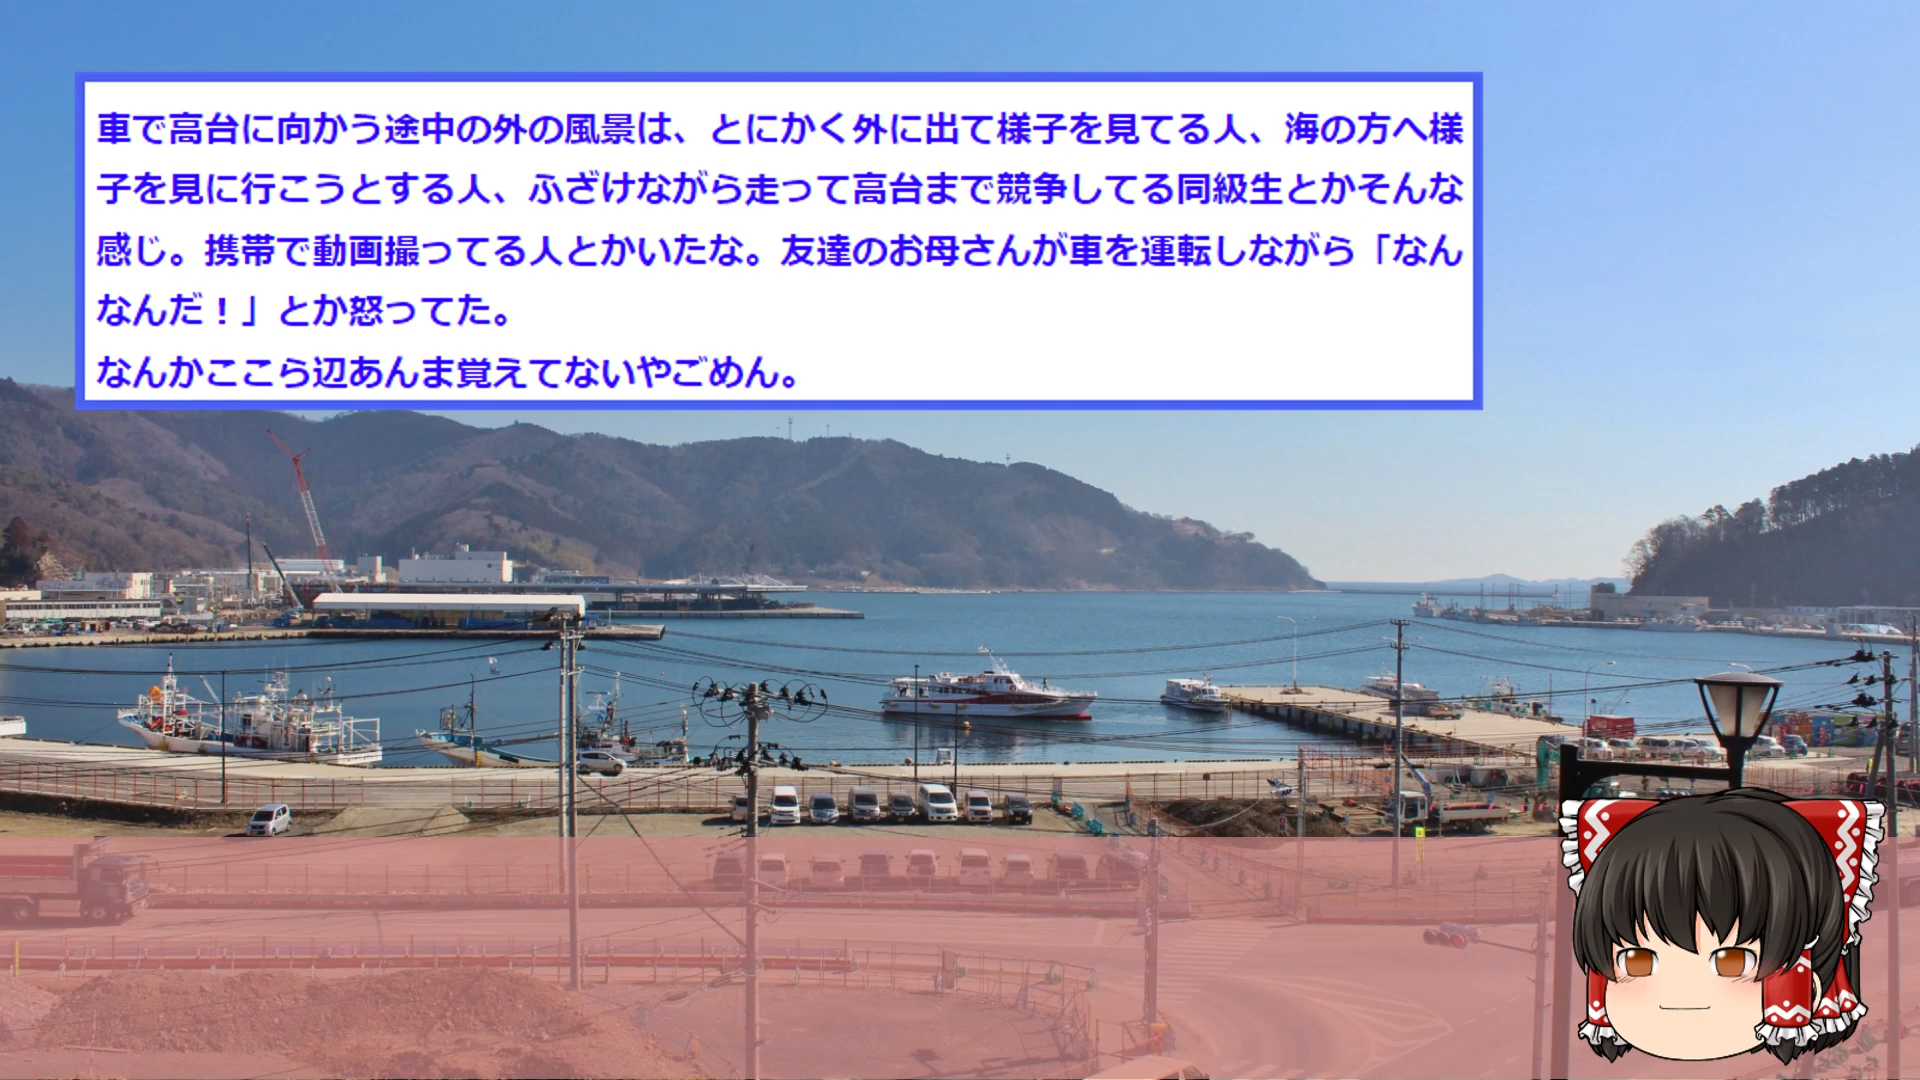 車で高台に向かう途中の外の風景は、とにかく外に出て様子を見てる人、海の方へ様
子を見に行こうとする人、ふざけながら走って高台まで競争してる同級生とかそんな
感じ。携帯で動画撮ってる人とかいたな。友達のお母さんが車を運転しながら「なん
なんだ！」とか怒ってた。
なんかここら辺あんま覚えてないやごめん。